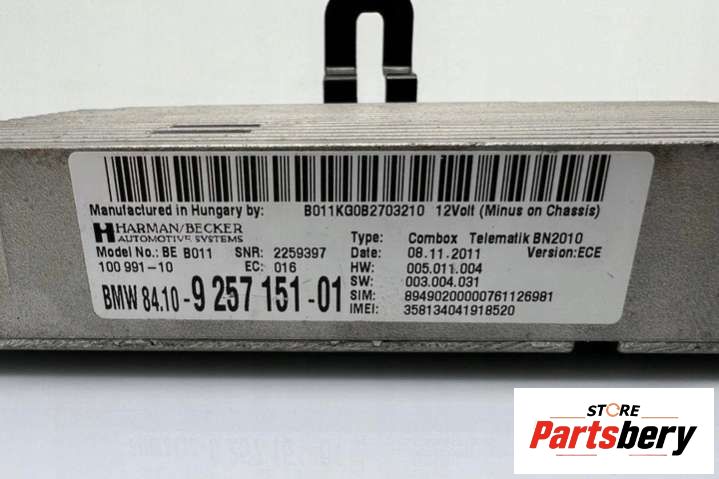 Manufactured in Hungary by: B011KG0B2703210 12Volt (Minus on Chassis)
HARMAN/BECKER
AUTOMOTIVE SYSTEMS
Type: Combox Telematik BN2010
Model No.: BE B011 SNR: 2259397 Date: 08.11.2011 Version:ECE
100 991-10 EC: 016 HW: 005.011.004
SW: 003.004.031
BMW 84.10-9 257 151-01 SIM: 89490200000761126981
IMEI: 358134041918520
STORE
Partsbery